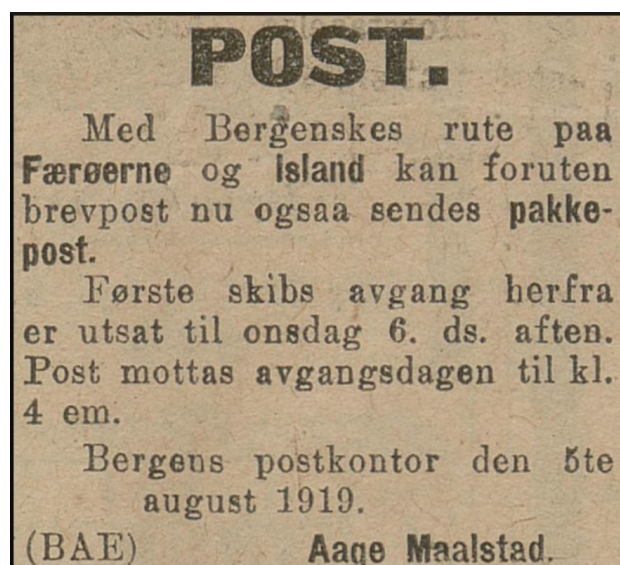 POST.
Med Bergenskes rute paa
Færøerne og Island kan foruten
brevpost nu ogsaa sendes pakke-
post.
Første skibs avgang herfra
er utsat til onsdag 6. ds. aften.
Post mottas avgangsdagen til kl.
4 em.
Bergens postkontor den 5te
august 1919.
(BAE) Aage Maalstad.